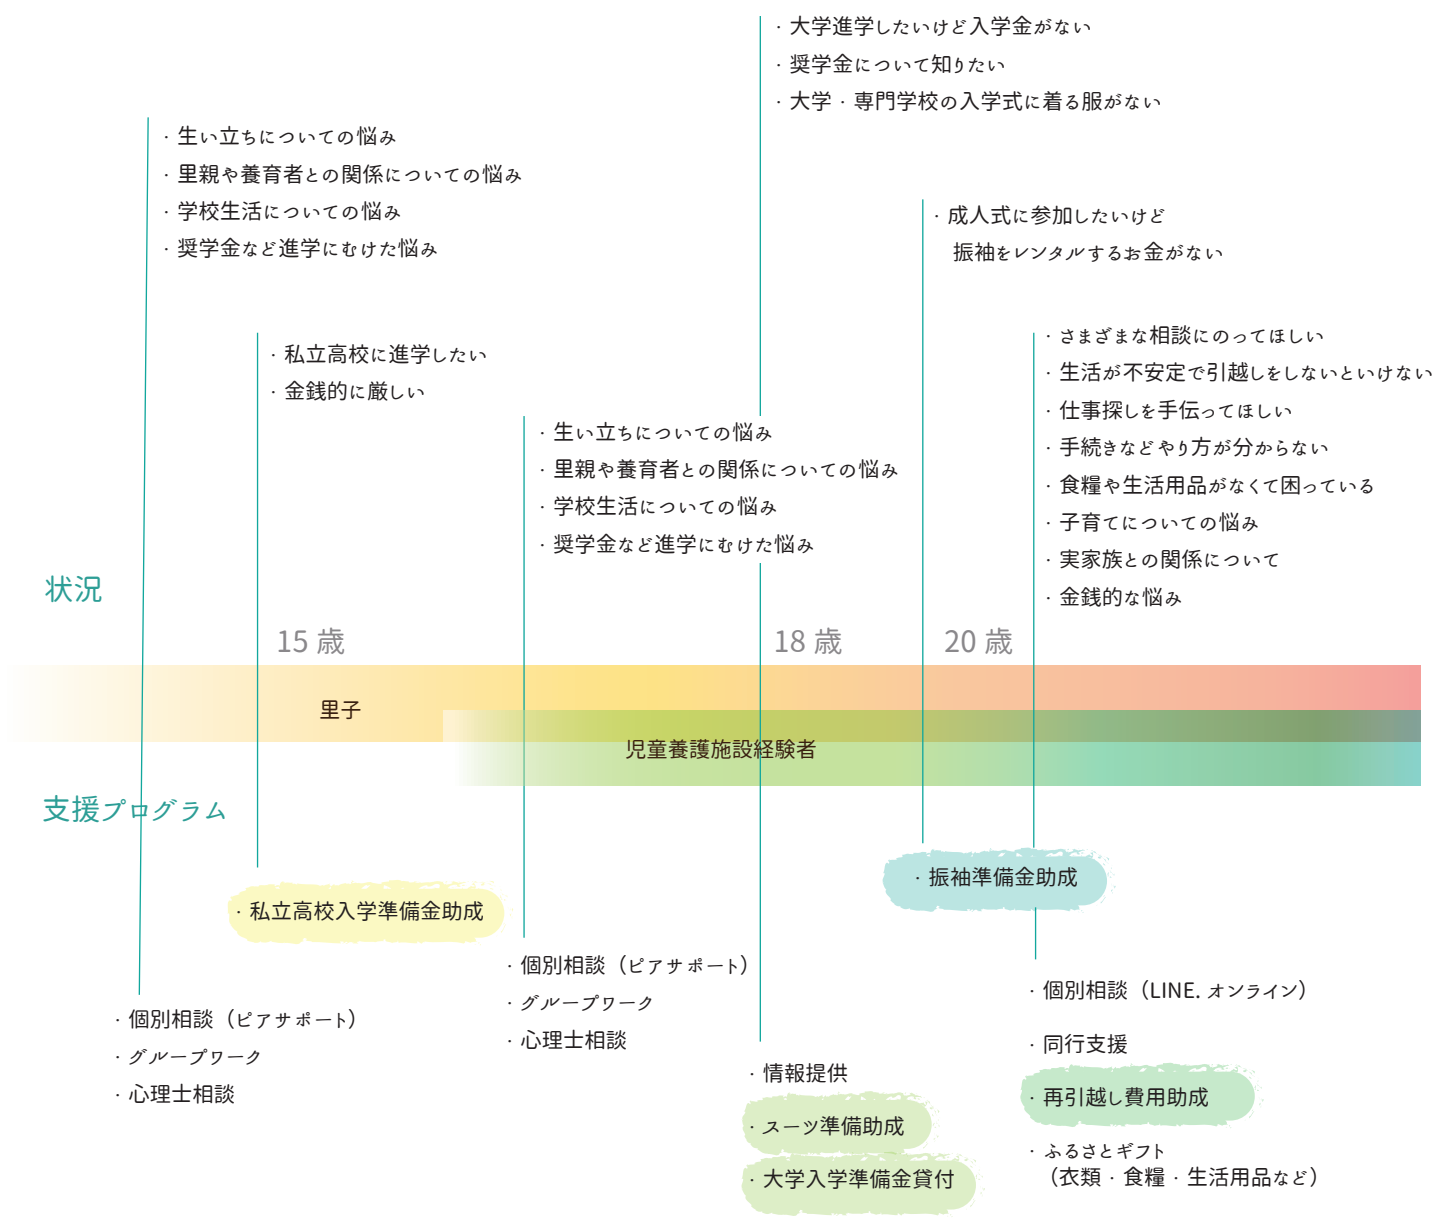 ・大学進学したいけど入学金がない
・奨学金について知りたい
・大学・専門学校の入学式に着る服がない
・生い立ちについての悩み
・里親や養育者との関係についての悩み
・学校生活についての悩み
・奨学金など進学にむけた悩み
・成人式に参加したいけど
振袖をレンタルするお金がない
・私立高校に進学したい
・金銭的に厳しい
・さまざまな相談にのってほしい
・生活が不安定で引越しをしないといけない
・仕事探しを手伝ってほしい
・手続きなどやり方が分からない
・食糧や生活用品がなくて困っている
・子育てについての悩み
・実家族との関係について
・金銭的な悩み
・生い立ちについての悩み
・里親や養育者との関係についての悩み
・学校生活についての悩み
・奨学金など進学にむけた悩み
状況
15 歳
18 歳
20 歳
里子
児童養護施設経験者
支援プログラム
・私立高校入学準備金助成
・振袖準備金助成
・個別相談（ピアサポート）
・グループワーク
・心理士相談
・個別相談（ピアサポート）
・グループワーク
・心理士相談
・情報提供
・スーツ準備助成
・大学入学準備金貸付
・個別相談（LINE. オンライン）
・同行支援
・再引越し費用助成
・ふるさとギフト
（衣類・食糧・生活用品など）